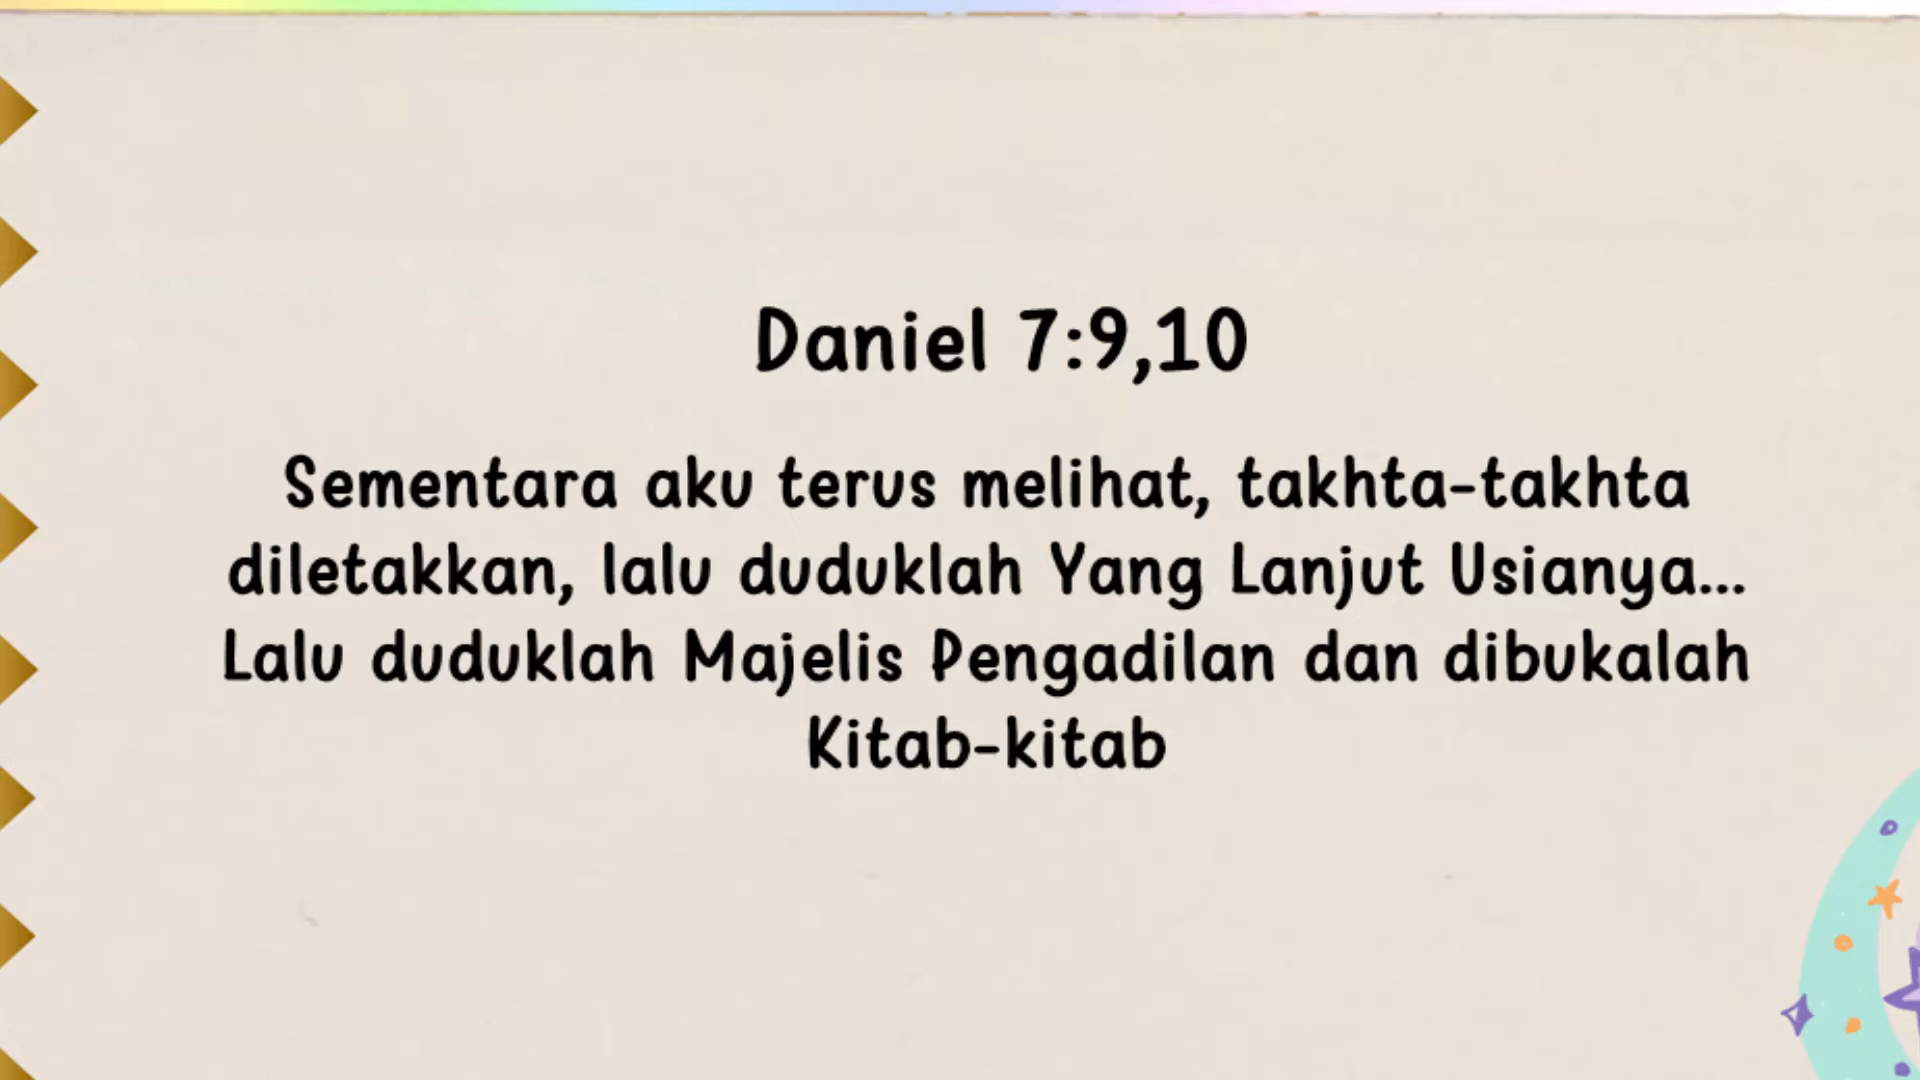 Daniel 7:9,10
Sementara aku terus melihat, takhta-takhta
diletakkan, lalu duduklah Yang Lanjut Usianya...
Lalu duduklah Majelis Pengadilan dan dibukalah
Kitab-kitab